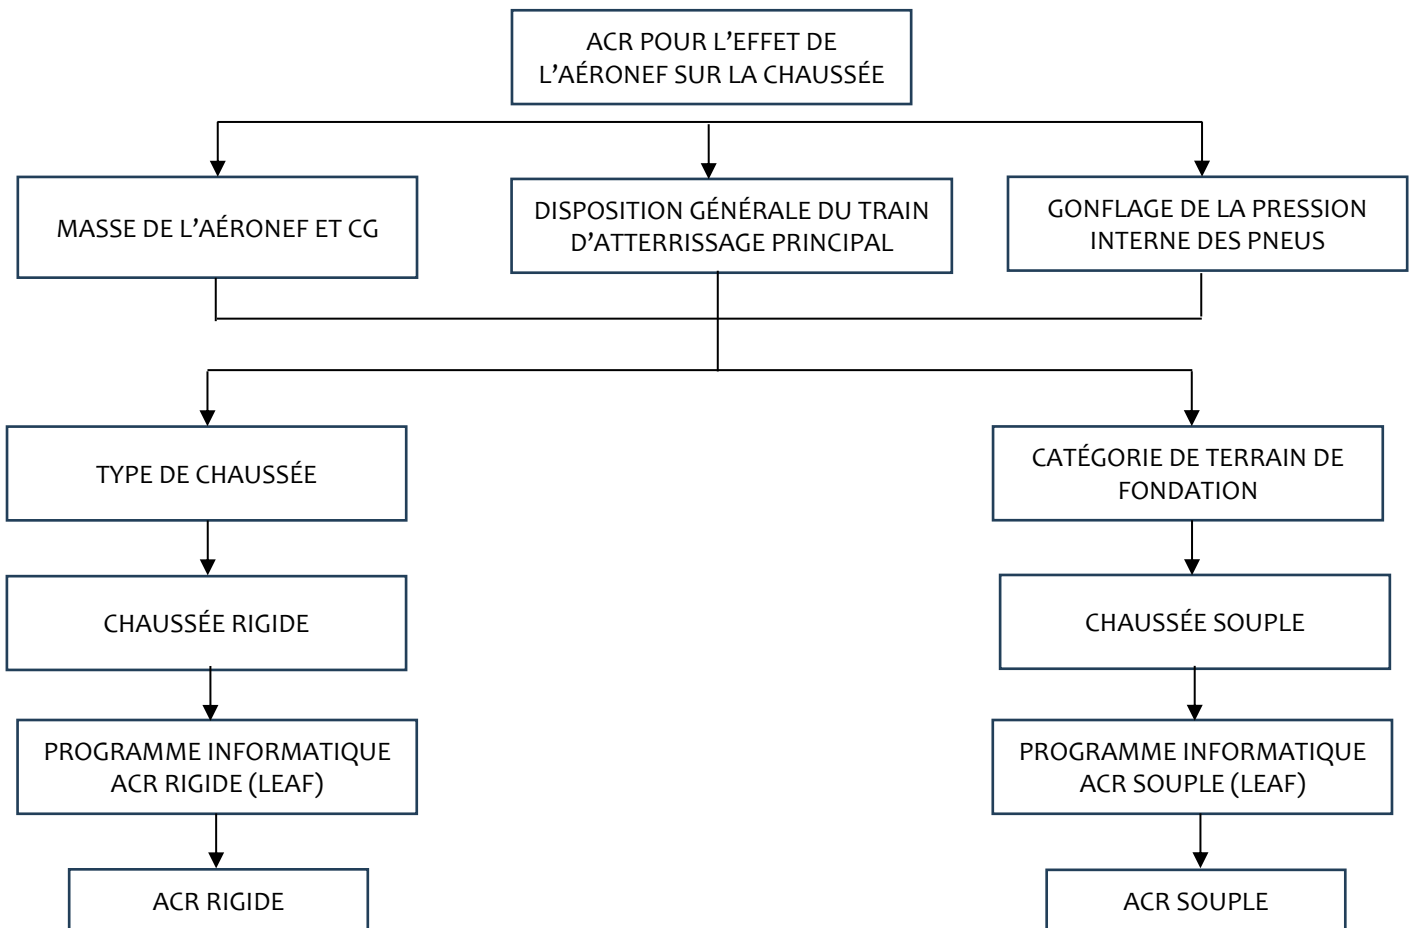 ACR POUR L’EFFET DE
L’AÉRONEF SUR LA CHAUSSÉE
MASSE DE L’AÉRONEF ET CG
DISPOSITION GÉNÉRALE DU TRAIN
D’ATTERRISSAGE PRINCIPAL
GONFLAGE DE LA PRESSION
INTERNE DES PNEUS
TYPE DE CHAUSSÉE
CATÉGORIE DE TERRAIN DE
FONDATION
CHAUSSÉE RIGIDE
CHAUSSÉE SOUPLE
PROGRAMME INFORMATIQUE
ACR RIGIDE (LEAF)
PROGRAMME INFORMATIQUE
ACR SOUPLE (LEAF)
ACR RIGIDE
ACR SOUPLE